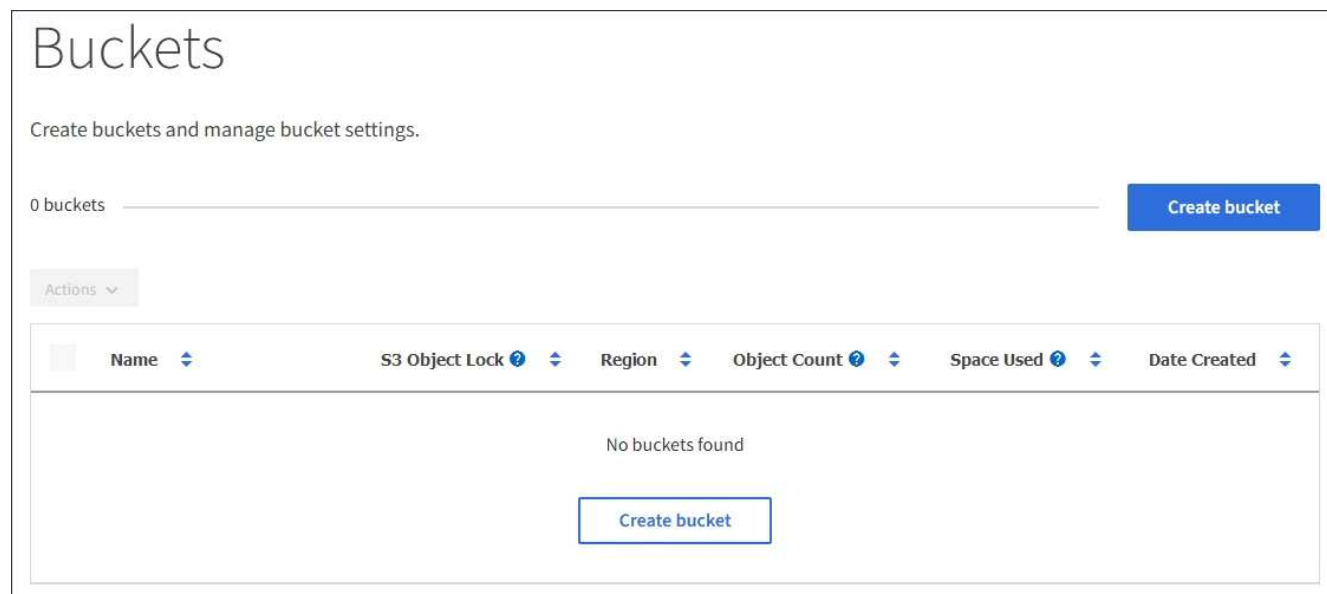 Buckets
Create buckets and manage bucket settings.
0 buckets
Create bucket
Actions
Name S3 Object Lock ? Region Object Count ? Space Used ? Date Created
No buckets found
Create bucket